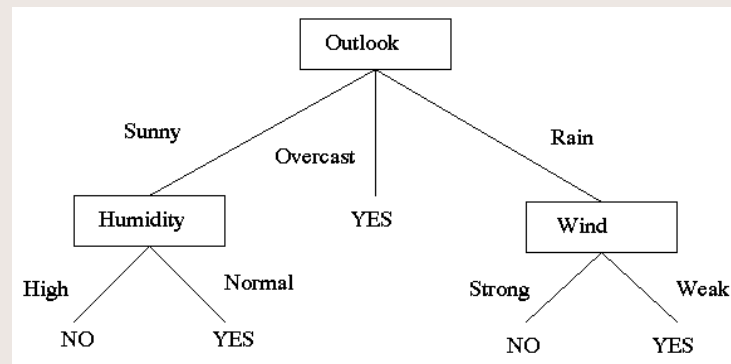 Outlook
Sunny
Overcast
Rain
Humidity
YES
Wind
High
Normal
Strong
Weak
NO
YES
NO
YES